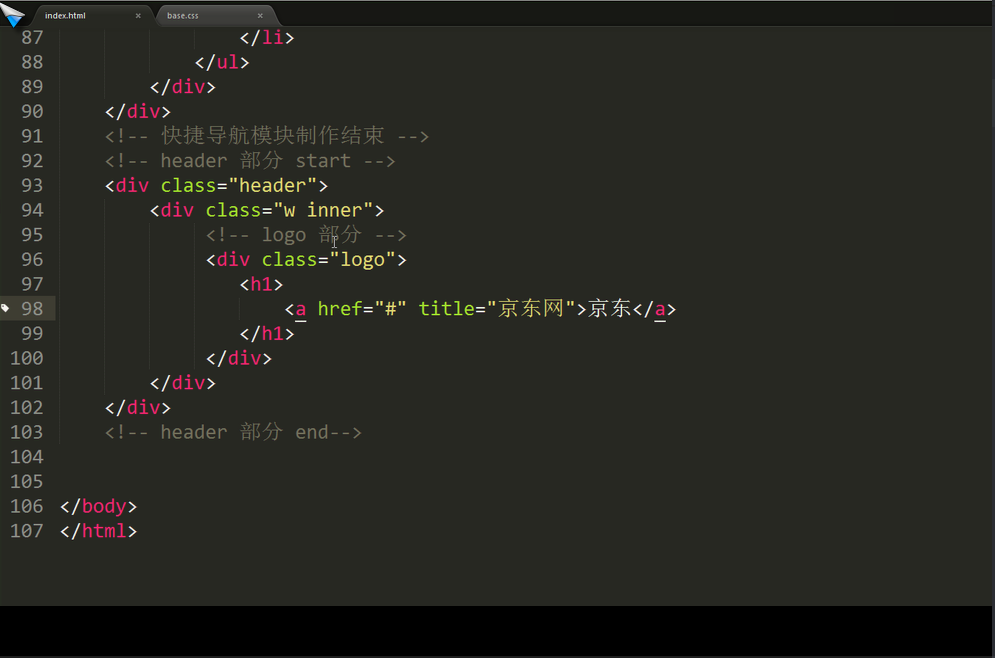 index.html × base.css ×
87 </li>
88 </ul>
89 </div>
90 </div>
91 <!-- 快捷导航模块制作结束 -->
92 <!-- header 部分 start -->
93 <div class="header">
94 <div class="w inner">
95 <!-- logo 部分 -->
96 <div class="logo">
97 <h1>
98 <a href="#" title="京东网">京东</a>
99 </h1>
100 </div>
101 </div>
102 </div>
103 <!-- header 部分 end-->
104
105
106 </body>
107 </html>